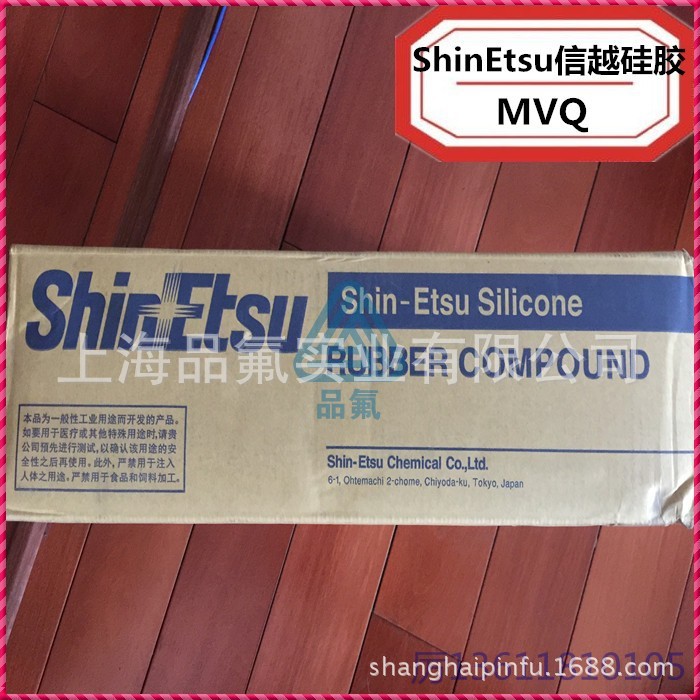 ShinEtsu信越硅胶
MVQ
Shin-Etsu
Shin-Etsu Silicone
RUBBER COMPOUND
上海品氟实业有限公司
品氟
本品为一般性工业用途而开发的产品。
如要用于医疗或其他特殊用途时,请贵
公司预先进行测试,以确认该用途的安
全性之后再使用。此外,严禁用于注入
人体之用途。严禁用于食品和饲料加工。
Shin-Etsu Chemical Co.,Ltd.
6-1, Ohtemachi 2-chome, Chiyoda-ku, Tokyo, Japan
shanghaipinfu.1688.com